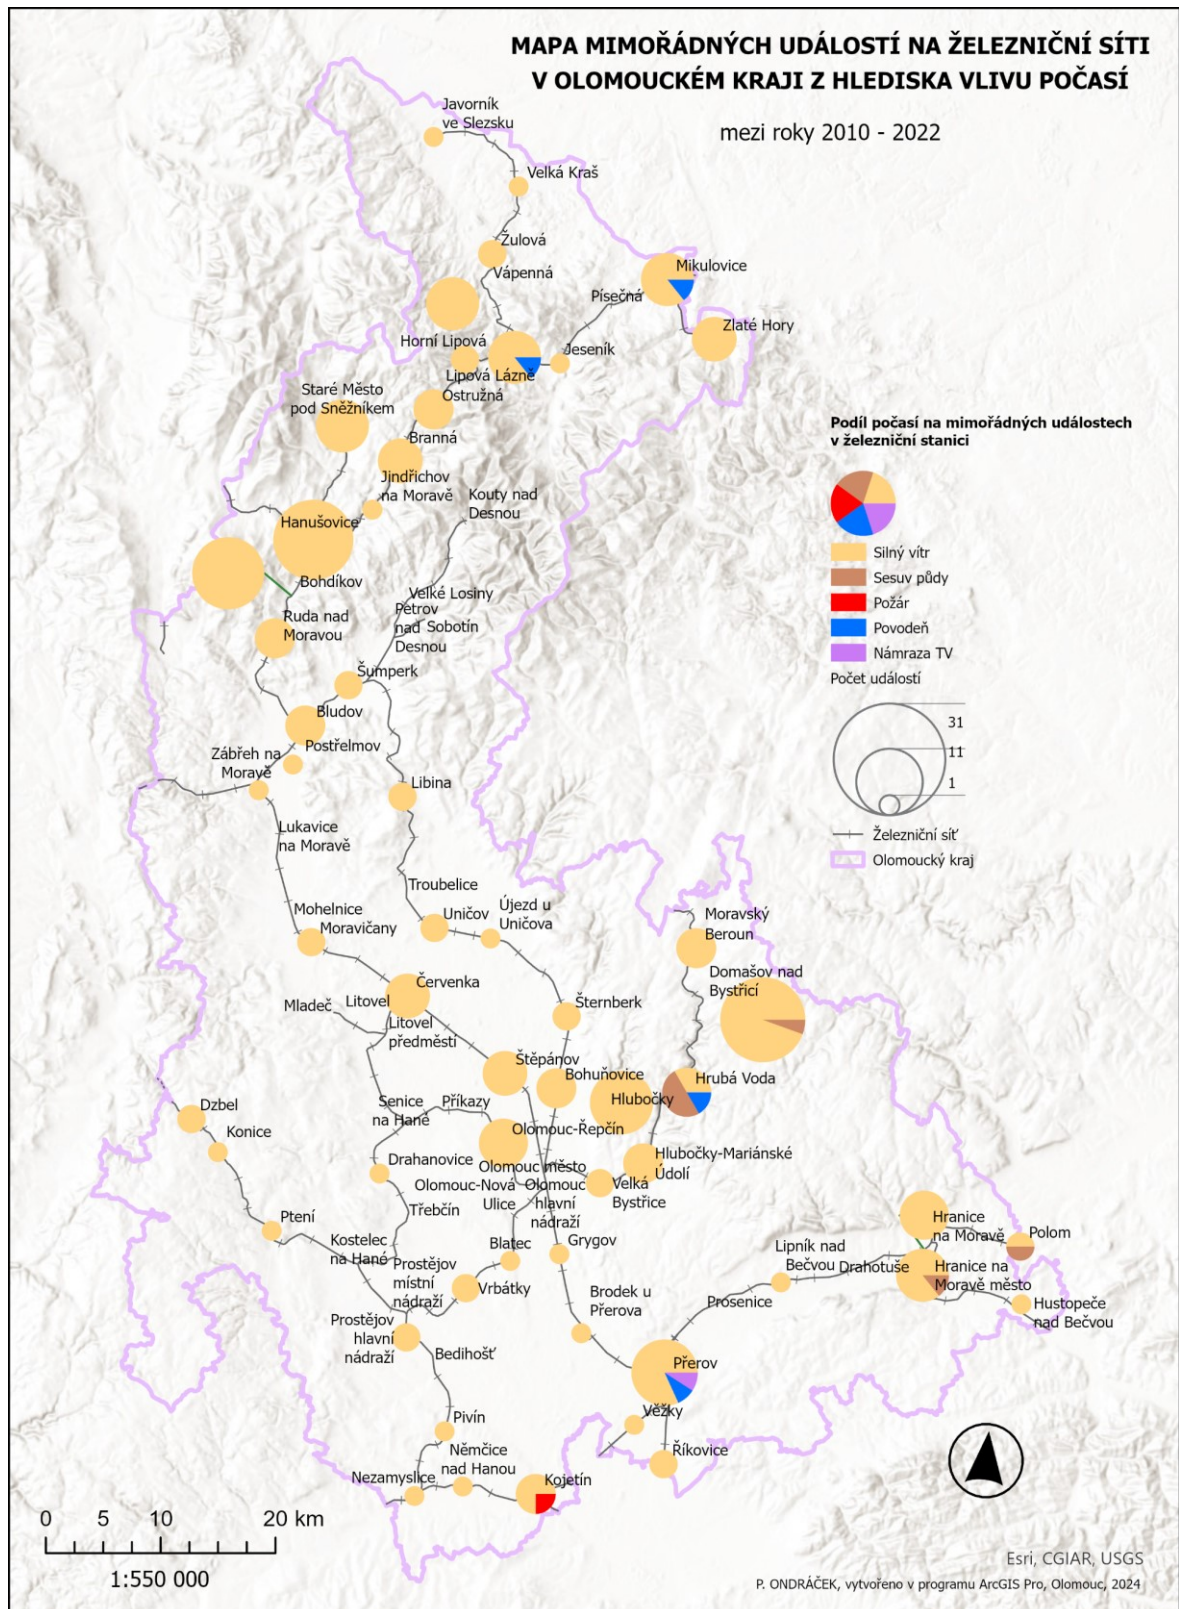 MAPA MIMOŘÁDNÝCH UDÁLOSTÍ NA ŽELEZNIČNÍ SÍTI
V OLOMOUCKÉM KRAJI Z HLEDISKA VLIVU POČASÍ
mezi roky 2010 - 2022
Javorník
ve Slezsku
Velká Kraš
Žulová
Vápenná
Mikulovice
Písečná
Zlaté Hory
Horní Lipová
Jeseník
Lipová Lázně
Ostružná
Staré Město
pod Sněžníkem
Branná
Jindřichov
na Moravě
Kouty nad
Desnou
Hanušovice
Bohdíkov
Velké Losiny
Petrov
nad
Desnou
Sobotín
Ruda nad
Moravou
Šumperk
Bludov
Postřelmov
Zábřeh na
Moravě
Libina
Lukavice
na Moravě
Troubelice
Uničov
Újezd u
Uničova
Mohelnice
Moravičany
Moravský
Beroun
Domašov nad
Bystřicí
Červenka
Litovel
Mladeč
Litovel
předměstí
Šternberk
Štěpánov
Bohuňovice
Hlubočky
Hrubá Voda
Dzbel
Konice
Senice
na Hané
Příkazy
Olomouc-Řepčín
Drahanovice
Olomouc město
Olomouc-Nová
Ulice
Olomouc
hlavní
nádraží
Hlubočky-Mariánské
Údolí
Velká
Bystřice
Třebčín
Ptení
Kostelec
na Hané
Blatec
Grygov
Prostějov
místní
nádraží
Vrbátky
Brodek u
Přerova
Prostějov
hlavní
nádraží
Bedihošť
Hranice
na Moravě
Polom
Lipník nad
Bečvou
Drahotuše
Hranice na
Moravě město
Prosenice
Hustopeče
nad Bečvou
Přerov
Věžky
Říkovice
Pivín
Němčice
nad Hanou
Nezamyslice
Kojetín
Podíl počasí na mimořádných událostech
v železniční stanici
Silný vítr
Sesuv půdy
Požár
Povodeň
Námraza TV
Počet událostí
31
11
1
Železniční síť
Olomoucký kraj
0 5 10 20 km
1:550 000
Esri, CGIAR, USGS
P. ONDRÁČEK, vytvořeno v programu ArcGIS Pro, Olomouc, 2024